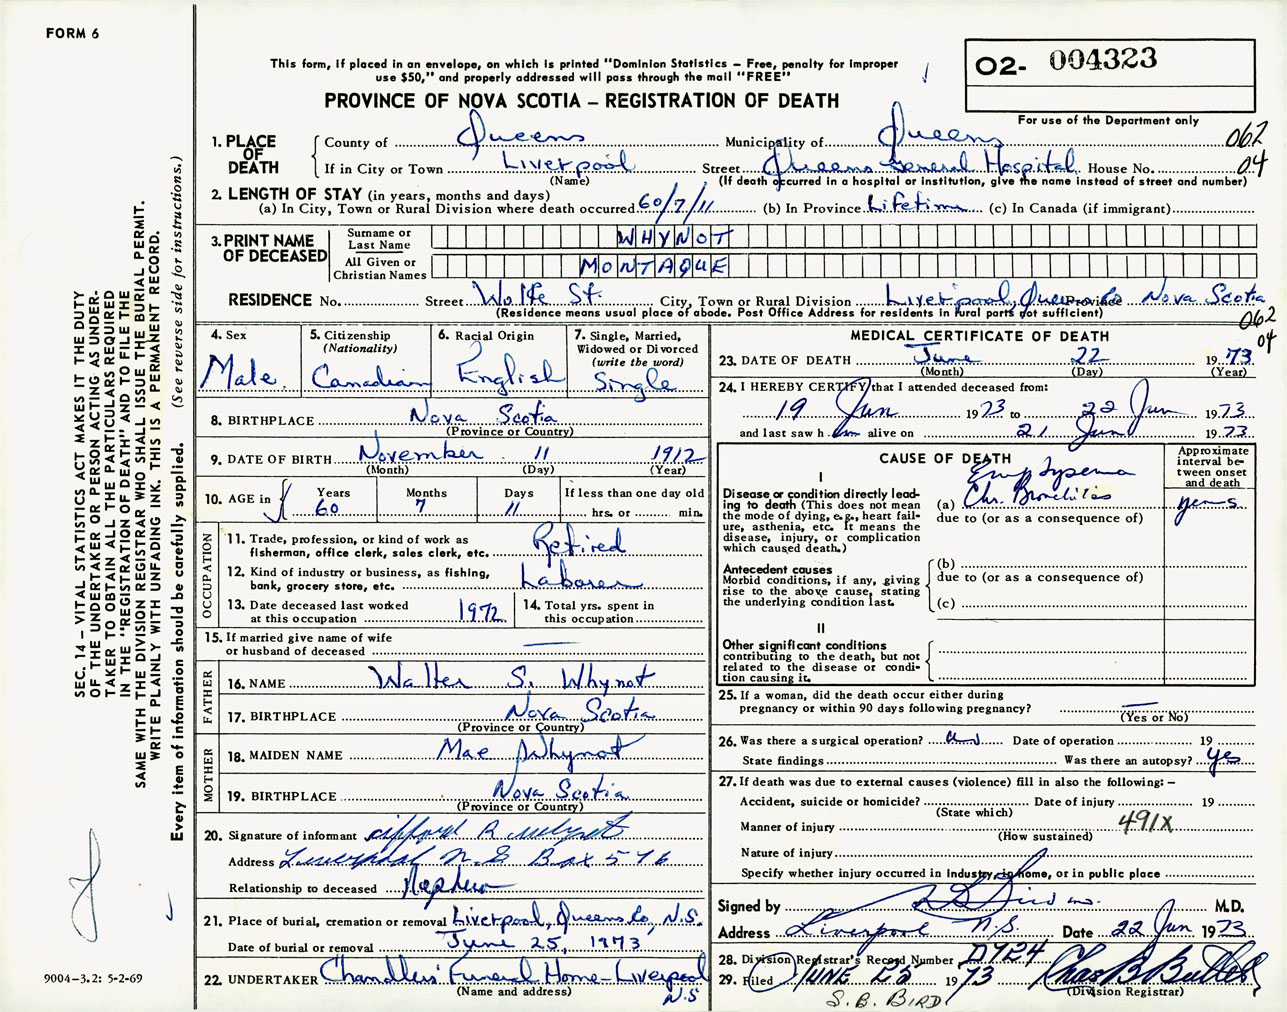 FORM 6
This form, if placed in an envelope, on which is printed "Dominion Statistics – Free, penalty for improper
use $50," and properly addressed will pass through the mail "FREE"
PROVINCE OF NOVA SCOTIA – REGISTRATION OF DEATH
O2- 004323
For use of the Department only
062
04
1. PLACE OF DEATH
County of Queens Municipality of Queens
If in City or Town Liverpool Street Queens General Hospital House No.
(Name) (If death occurred in a hospital or institution, give the name instead of street and number)
2. LENGTH OF STAY (in years, months and days)
(a) In City, Town or Rural Division where death occurred 60/7/11 (b) In Province Lifetime (c) In Canada (if immigrant)
3. PRINT NAME OF DECEASED
Surname or Last Name WHYNOT
All Given or Christian Names MONTAQUE
RESIDENCE No. Street Wolfe St. City, Town or Rural Division Liverpool, Queens Co Province Nova Scotia
(Residence means usual place of abode. Post Office Address for residents in rural parts not sufficient)
062
04
4. Sex
Male
5. Citizenship
(Nationality)
Canadian
6. Racial Origin
English
7. Single, Married,
Widowed or Divorced
(write the word)
Single
8. BIRTHPLACE Nova Scotia
(Province or Country)
9. DATE OF BIRTH November 11 1912
(Month) (Day) (Year)
10. AGE in
Years Months Days If less than one day old
60 7 11 hrs. or min.
OCCUPATION
11. Trade, profession, or kind of work as
fisherman, office clerk, sales clerk, etc. Retired
12. Kind of industry or business, as fishing,
bank, grocery store, etc. Laborer
13. Date deceased last worked
at this occupation 1972
14. Total yrs. spent in
this occupation
15. If married give name of wife
or husband of deceased —
FATHER
16. NAME Walter S. Whynot
17. BIRTHPLACE Nova Scotia
(Province or Country)
MOTHER
18. MAIDEN NAME Mae Whynot
19. BIRTHPLACE Nova Scotia
(Province or Country)
20. Signature of informant Clifford R Whynot
Address Liverpool N.S Box 576
Relationship to deceased Nephew
21. Place of burial, cremation or removal Liverpool, Queens Co, N.S.
Date of burial or removal June 25, 1973
22. UNDERTAKER Chandlers' Funeral Home-Liverpool
(Name and address) N.S
MEDICAL CERTIFICATE OF DEATH
23. DATE OF DEATH June 22 1973
(Month) (Day) (Year)
24. I HEREBY CERTIFY that I attended deceased from:
19 Jun 1973 to 22 Jun 1973
and last saw him alive on 21 Jun 1973
CAUSE OF DEATH
Approximate interval between onset and death
I
Disease or condition directly leading to death (This does not
mean the mode of dying, e.g., heart failure, asthenia, etc. It means the
disease, injury, or complication
which caused death.)
Emphysema
(a) Chr. Bronchitis years
due to (or as a consequence of)
Antecedent causes
Morbid conditions, if any, giving
rise to the above cause, stating
the underlying condition last.
(b)
due to (or as a consequence of)
(c)
II
Other significant conditions
contributing to the death, but not
related to the disease or condition causing it.
25. If a woman, did the death occur either during
pregnancy or within 90 days following pregnancy? —
(Yes or No)
26. Was there a surgical operation? Date of operation 19
State findings Was there an autopsy? yes
27. If death was due to external causes (violence) fill in also the following: –
Accident, suicide or homicide? Date of injury 19
(State which)
Manner of injury 491X
(How sustained)
Nature of injury
Specify whether injury occurred in Industry, in home, or in public place
Signed by M.D.
Address Liverpool N.S. Date 22 Jun 1973
28. Division Registrar's Record Number D724
29. Filed JUNE 25 1973 Chas B Butler
(Division Registrar)
S. B. BIRD
SEC. 14 – VITAL STATISTICS ACT MAKES IT THE DUTY
OF THE UNDERTAKER OR PERSON ACTING AS UNDERTAKER TO OBTAIN ALL THE PARTICULARS REQUIRED
IN THE "REGISTRATION OF DEATH" AND TO FILE THE
SAME WITH THE DIVISION REGISTRAR WHO SHALL ISSUE THE BURIAL PERMIT.
WRITE PLAINLY WITH UNFADING INK. THIS IS A PERMANENT RECORD.
Every item of information should be carefully supplied. (See reverse side for instructions.)
9004–3.2: 5-2-69